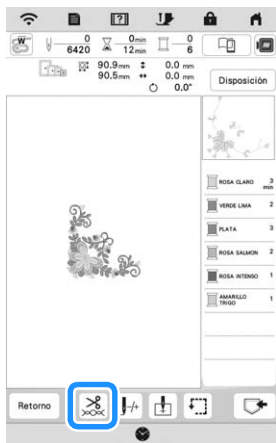 W 0 0min 0
6420 12min 6
90.9mm 0.0 mm
90.5mm 0.0 mm
0.0°
Disposición
ROSA CLARO 3 min
VERDE LIMA 2
PLATA 3
ROSA SALMON 2
ROSA INTENSO 1
AMARILLO TRIGO 1
Retorno -/+